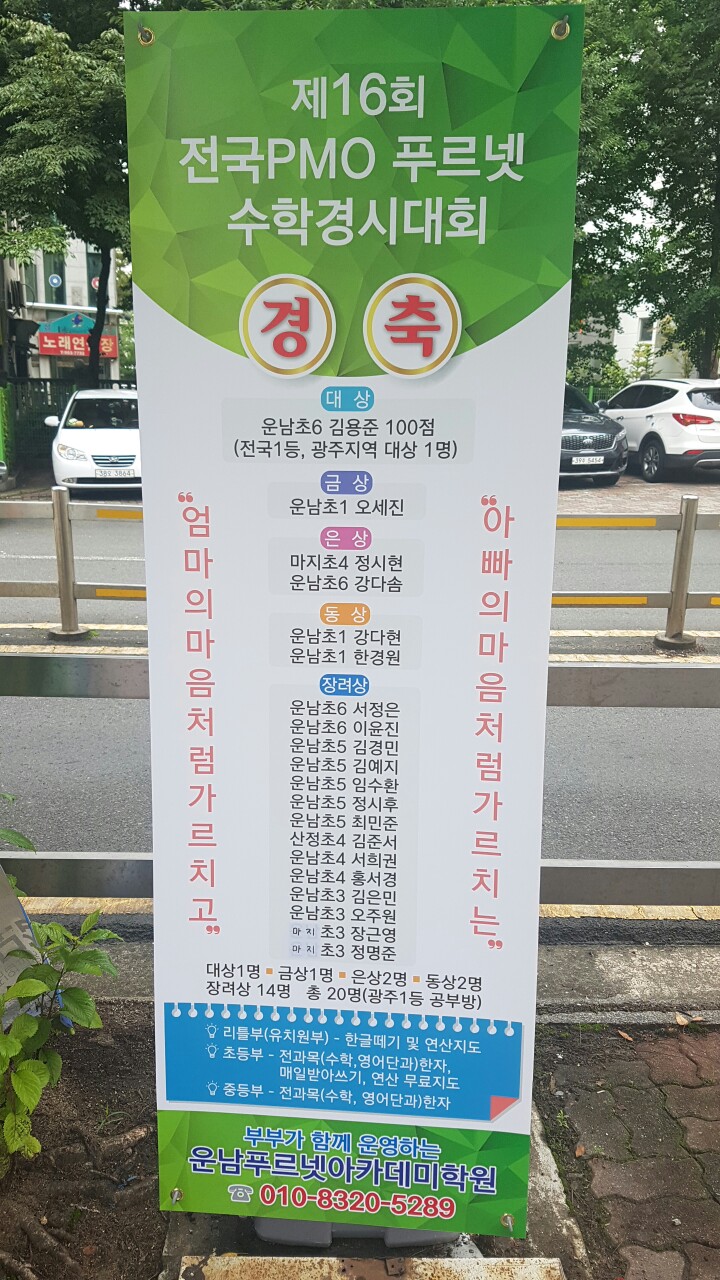 제16회
전국PMO 푸르넷
수학경시대회
경 축
대 상
운남초6 김용준 100점
(전국1등, 광주지역 대상 1명)
금 상
운남초1 오세진
은 상
마지초4 정시현
운남초6 강다솜
동 상
운남초1 강다현
운남초1 한경원
장려상
운남초6 서정은
운남초6 이윤진
운남초5 김경민
운남초5 김예지
운남초5 임수환
운남초5 정시후
운남초5 최민준
산정초4 김준서
운남초4 서희권
운남초4 홍서경
운남초3 김은민
운남초3 오주원
마지 초3 장근영
마지 초3 정명준
“엄마의마음처럼가르치고”
“아빠의마음처럼가르치는”
대상1명 ▪ 금상1명 ▪ 은상2명 ▪ 동상2명
장려상 14명 총 20명(광주1등 공부방)
리틀부(유치원부) - 한글떼기 및 연산지도
초등부 - 전과목(수학,영어단과)한자,
매일받아쓰기, 연산 무료지도
중등부 - 전과목(수학, 영어단과)한자
부부가 함께 운영하는
운남푸르넷아카데미학원
☎ 010-8320-5289
노래연습장